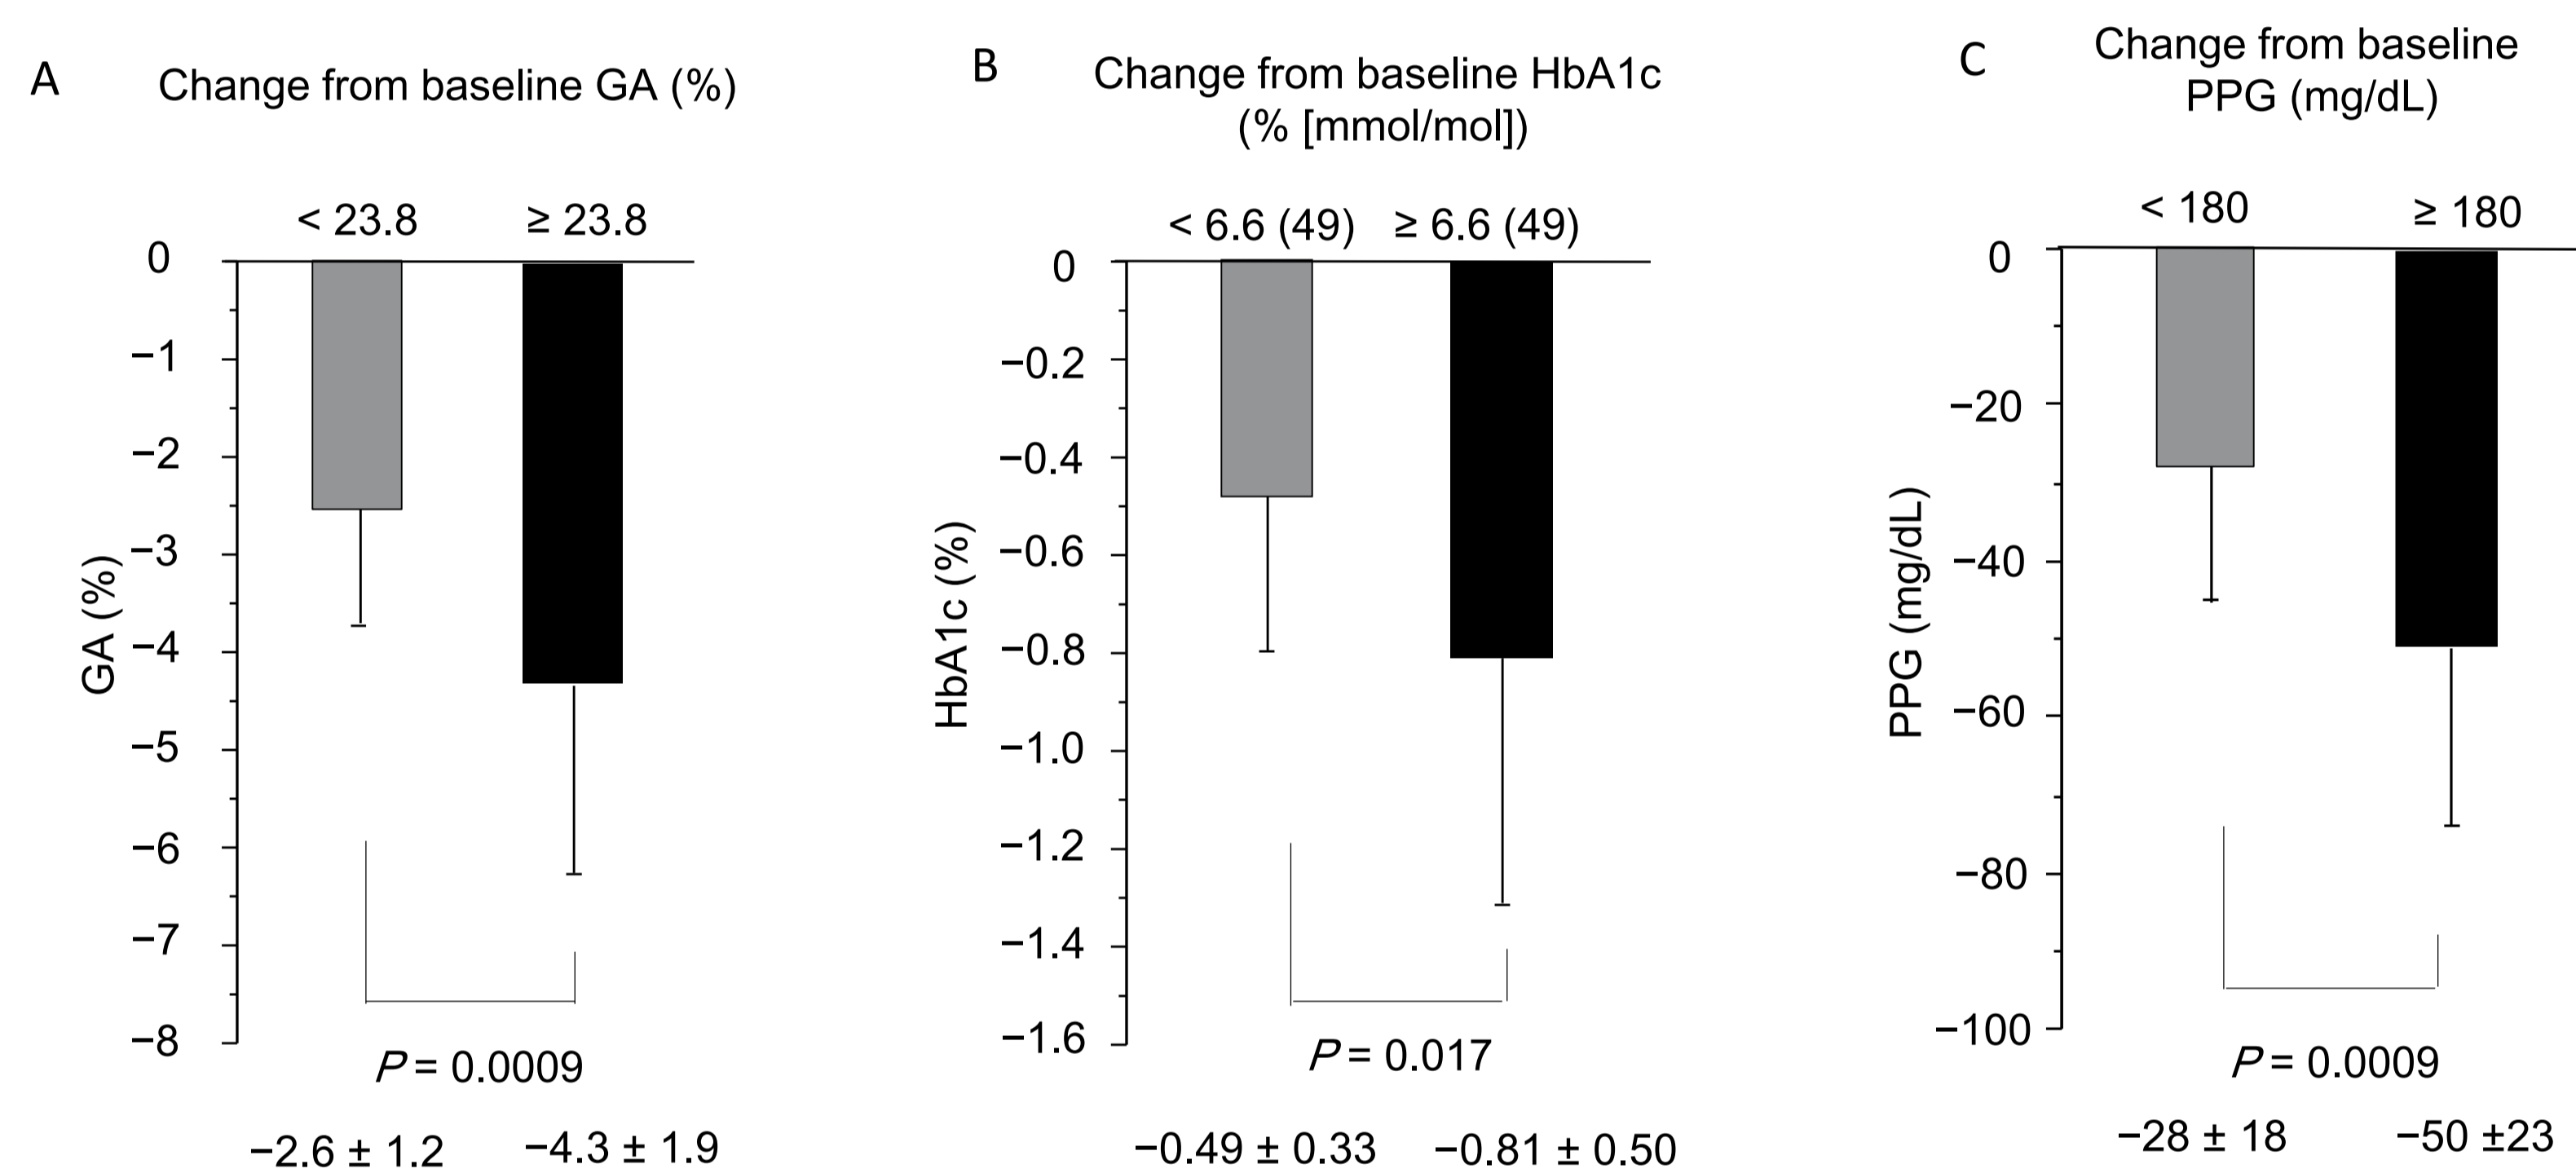 A
Change from baseline GA (%)
< 23.8
≥ 23.8
0
−1
−2
−3
−4
−5
−6
−7
−8
GA (%)
P = 0.0009
−2.6 ± 1.2
−4.3 ± 1.9
B
Change from baseline HbA1c
(% [mmol/mol])
< 6.6 (49)
≥ 6.6 (49)
0
−0.2
−0.4
−0.6
−0.8
−1.0
−1.2
−1.4
−1.6
HbA1c (%)
P = 0.017
−0.49 ± 0.33
−0.81 ± 0.50
C
Change from baseline
PPG (mg/dL)
< 180
≥ 180
0
−20
−40
−60
−80
−100
PPG (mg/dL)
P = 0.0009
−28 ± 18
−50 ±23